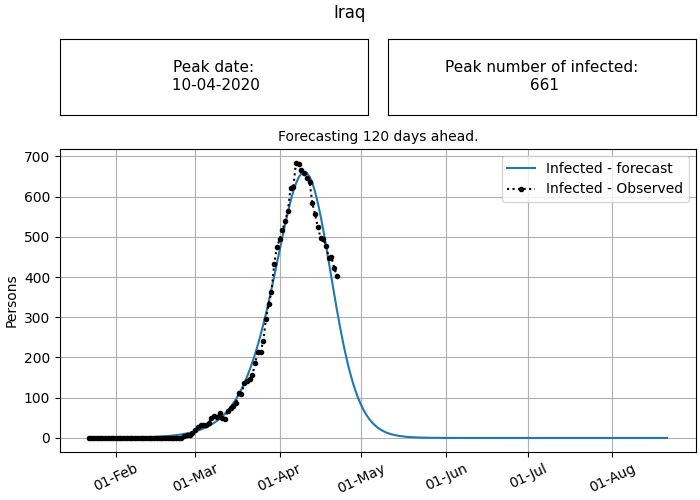 Iraq
Peak date:
10-04-2020
Peak number of infected:
661
Forecasting 120 days ahead.
700
600
500
400
300
200
100
0
Persons
Infected - forecast
Infected - Observed
01-Feb
01-Mar
01-Apr
01-May
01-Jun
01-Jul
01-Aug